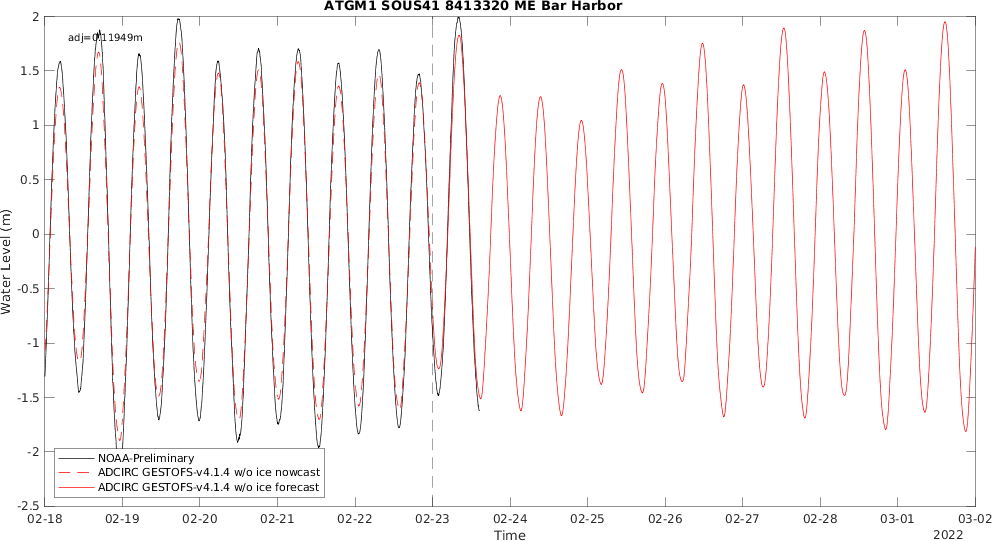 ATGM1 SOUS41 8413320 ME Bar Harbor
adj=0.11949m
2
1.5
1
0.5
0
-0.5
-1
-1.5
-2
-2.5
Water Level (m)
NOAA-Preliminary
ADCIRC GESTOFS-v4.1.4 w/o ice nowcast
ADCIRC GESTOFS-v4.1.4 w/o ice forecast
02-18 02-19 02-20 02-21 02-22 02-23 02-24 02-25 02-26 02-27 02-28 03-01 03-02
Time
2022